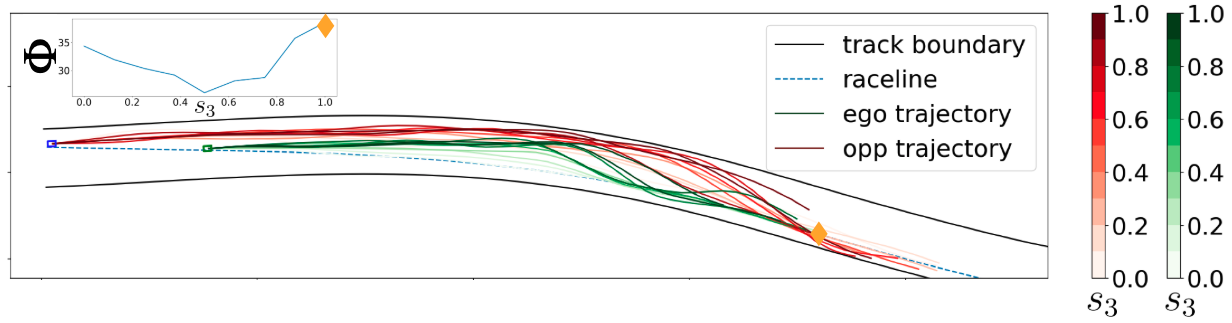 Φ
35
30
0.0 0.2 0.4 0.6 0.8 1.0
s3
track boundary
raceline
ego trajectory
opp trajectory
1.0 1.0
0.8 0.8
0.6 0.6
0.4 0.4
0.2 0.2
0.0 0.0
s3 s3